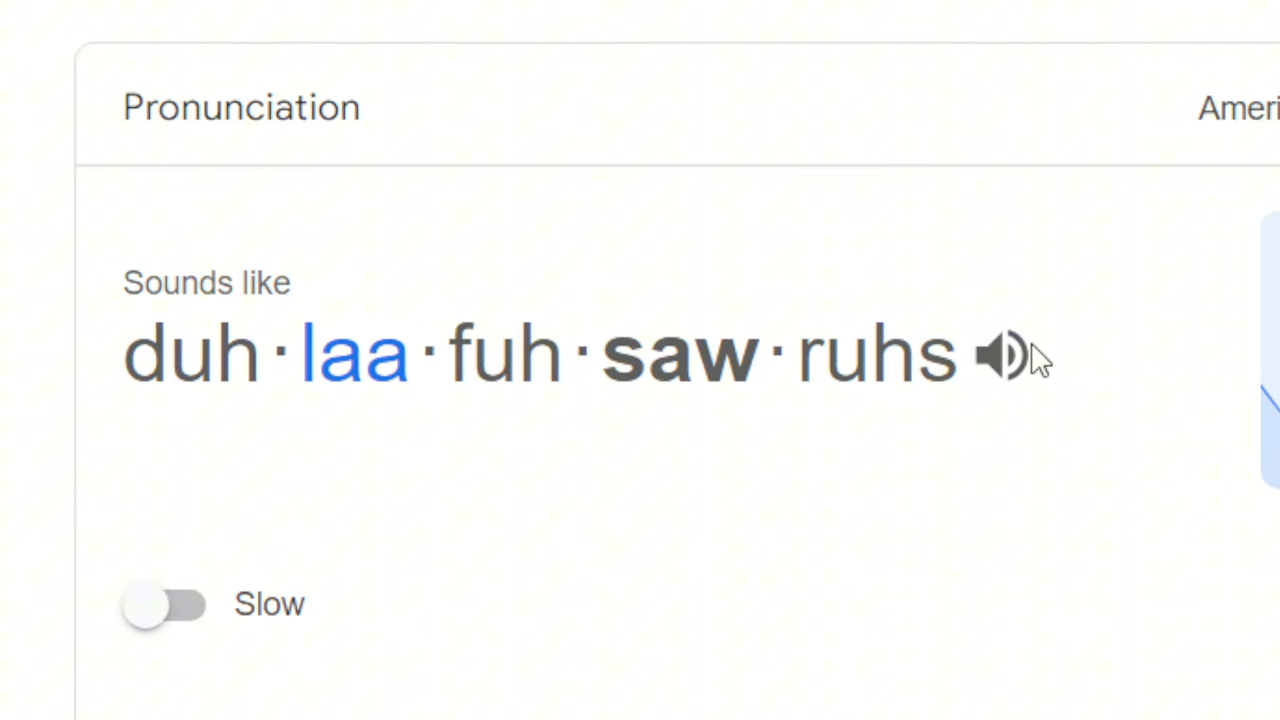 Pronunciation
Ameri
Sounds like
duh·laa·fuh·saw·ruhs
Slow